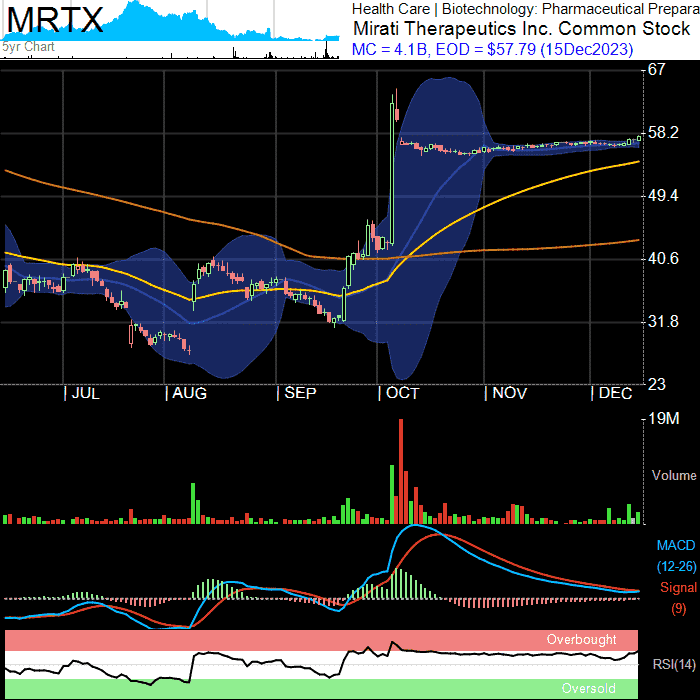 MRTX
5yr Chart
Health Care | Biotechnology: Pharmaceutical Prepara
Mirati Therapeutics Inc. Common Stock
MC = 4.1B, EOD = $57.79 (15Dec2023)
67
58.2
49.4
40.6
31.8
23
| JUL | AUG | SEP | OCT | NOV | DEC
19M
Volume
MACD
(12-26)
Signal
(9)
Overbought
RSI(14)
Oversold